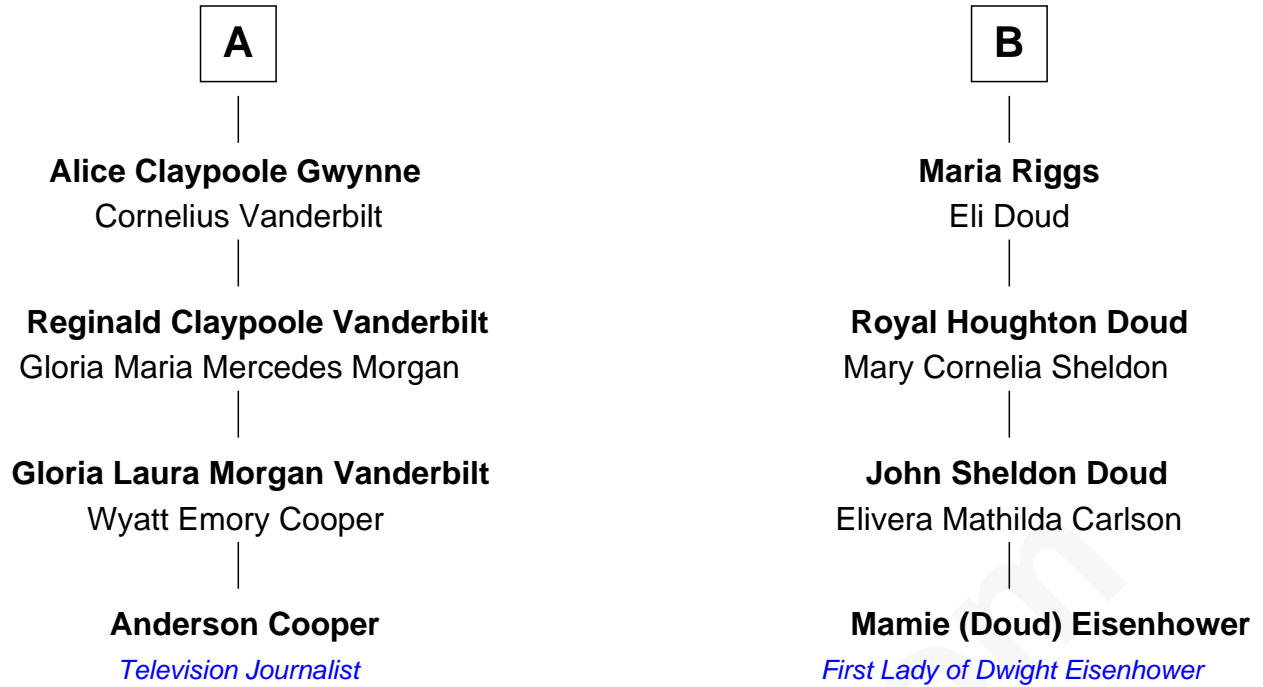 A
Alice Claypoole Gwynne
Cornelius Vanderbilt
Reginald Claypoole Vanderbilt
Gloria Maria Mercedes Morgan
Gloria Laura Morgan Vanderbilt
Wyatt Emory Cooper
Anderson Cooper
Television Journalist
B
Maria Riggs
Eli Doud
Royal Houghton Doud
Mary Cornelia Sheldon
John Sheldon Doud
Elivera Mathilda Carlson
Mamie (Doud) Eisenhower
First Lady of Dwight Eisenhower